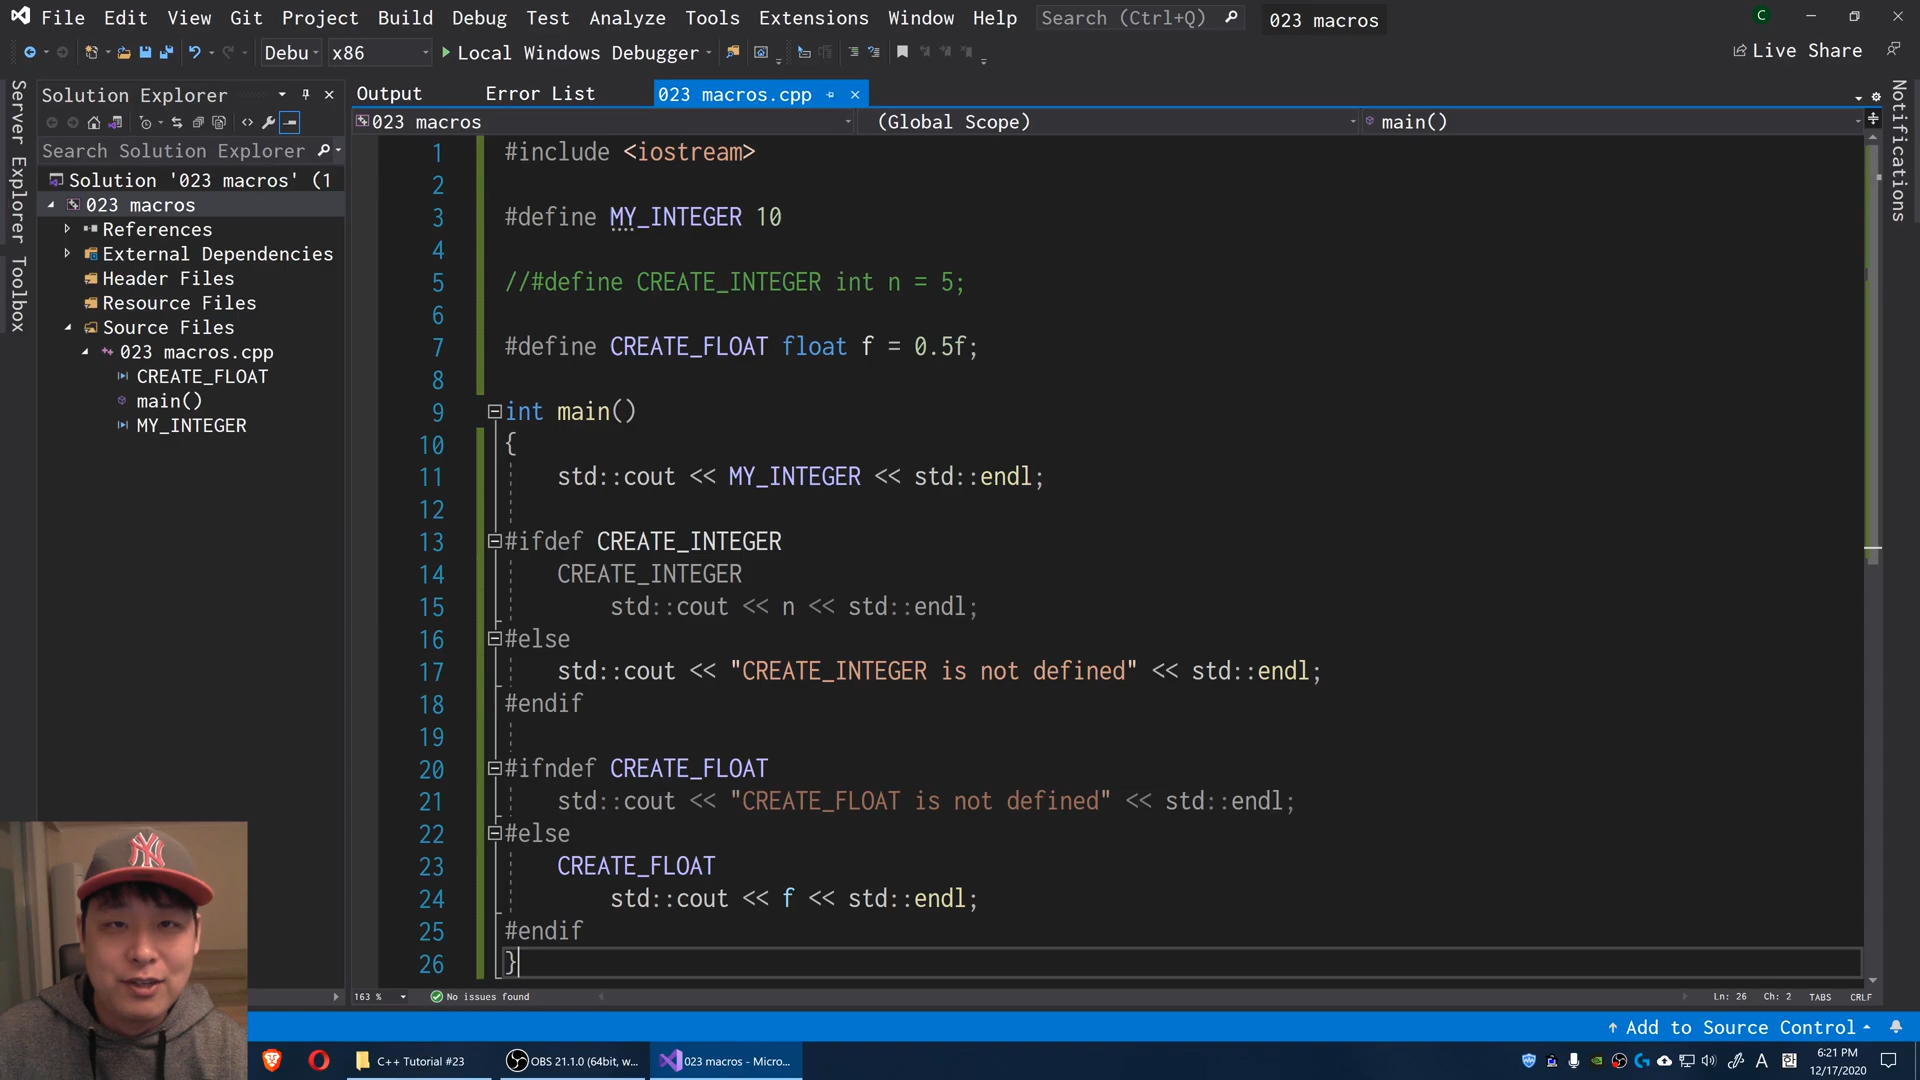 File Edit View Git Project Build Debug Test Analyze Tools Extensions Window Help Search (Ctrl+Q) 023 macros C
Debu x86 Local Windows Debugger Live Share
Server Explorer
Toolbox
Solution Explorer
Search Solution Explorer
Solution '023 macros' (1
023 macros
References
External Dependencies
Header Files
Resource Files
Source Files
023 macros.cpp
CREATE_FLOAT
main()
MY_INTEGER
Output Error List 023 macros.cpp
023 macros (Global Scope) main()
1 #include <iostream>
2
3 #define MY_INTEGER 10
4
5 //#define CREATE_INTEGER int n = 5;
6
7 #define CREATE_FLOAT float f = 0.5f;
8
9 int main()
10 {
11 std::cout << MY_INTEGER << std::endl;
12
13 #ifdef CREATE_INTEGER
14 CREATE_INTEGER
15 std::cout << n << std::endl;
16 #else
17 std::cout << "CREATE_INTEGER is not defined" << std::endl;
18 #endif
19
20 #ifndef CREATE_FLOAT
21 std::cout << "CREATE_FLOAT is not defined" << std::endl;
22 #else
23 CREATE_FLOAT
24 std::cout << f << std::endl;
25 #endif
26 }
Notifications
NY
163 % No issues found Ln: 26 Ch: 2 TABS CRLF
Add to Source Control
C++ Tutorial #23 OBS 21.1.0 (64bit, w... 023 macros - Micro... A 한 6:21 PM
12/17/2020